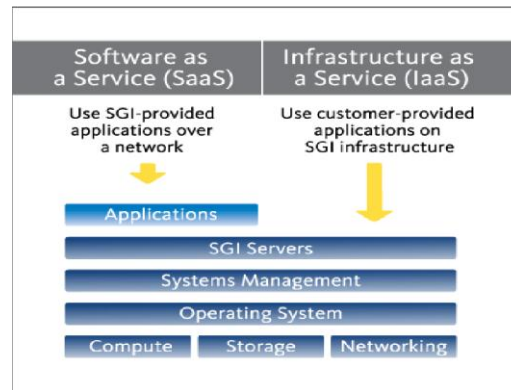 Software as
a Service (SaaS)
Infrastructure as
a Service (IaaS)
Use SGI-provided
applications over
a network
Use customer-provided
applications on
SGI infrastructure
Applications
SGI Servers
Systems Management
Operating System
Compute
Storage
Networking